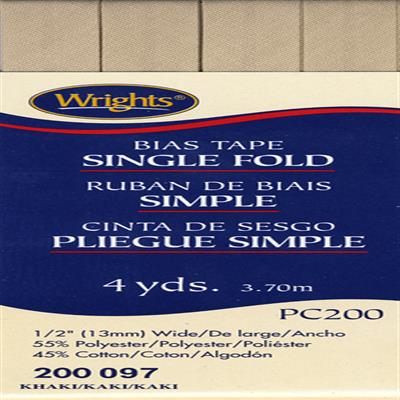 Wrights®
BIAS TAPE
SINGLE FOLD
RUBAN DE BIAIS
SIMPLE
CINTA DE SESGO
PLIEGUE SIMPLE
4 yds. 3.70m
PC200
1/2" (13mm) Wide/De large/Ancho
55% Polyester/Polyester/Poliéster
45% Cotton/Coton/Algodón
200 097
KHAKI/KAKI/KAKI